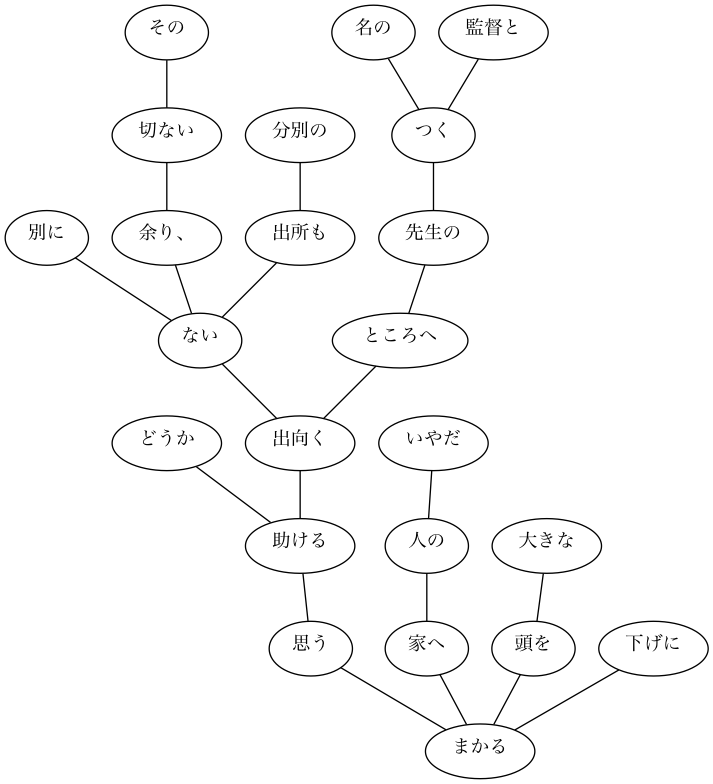 その
名の
監督と
切ない
分別の
つく
別に
余り、
出所も
先生の
ない
ところへ
どうか
出向く
いやだ
助ける
人の
大きな
思う
家へ
頭を
下げに
まかる